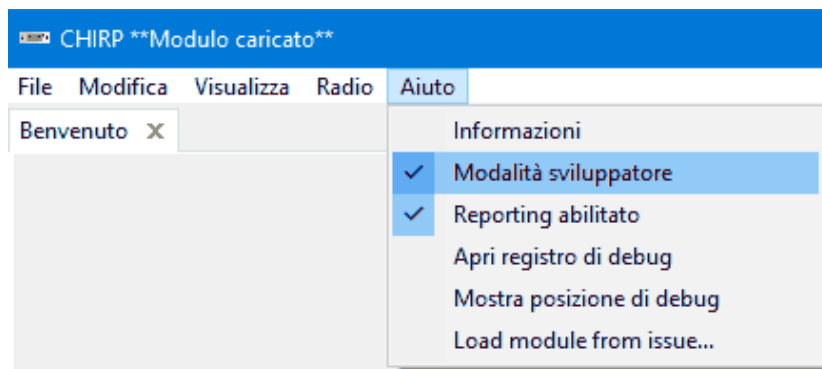 CHIRP **Modulo caricato**
File Modifica Visualizza Radio Aiuto
Benvenuto X
Informazioni
Modalità sviluppatore
Reporting abilitato
Apri registro di debug
Mostra posizione di debug
Load module from issue...